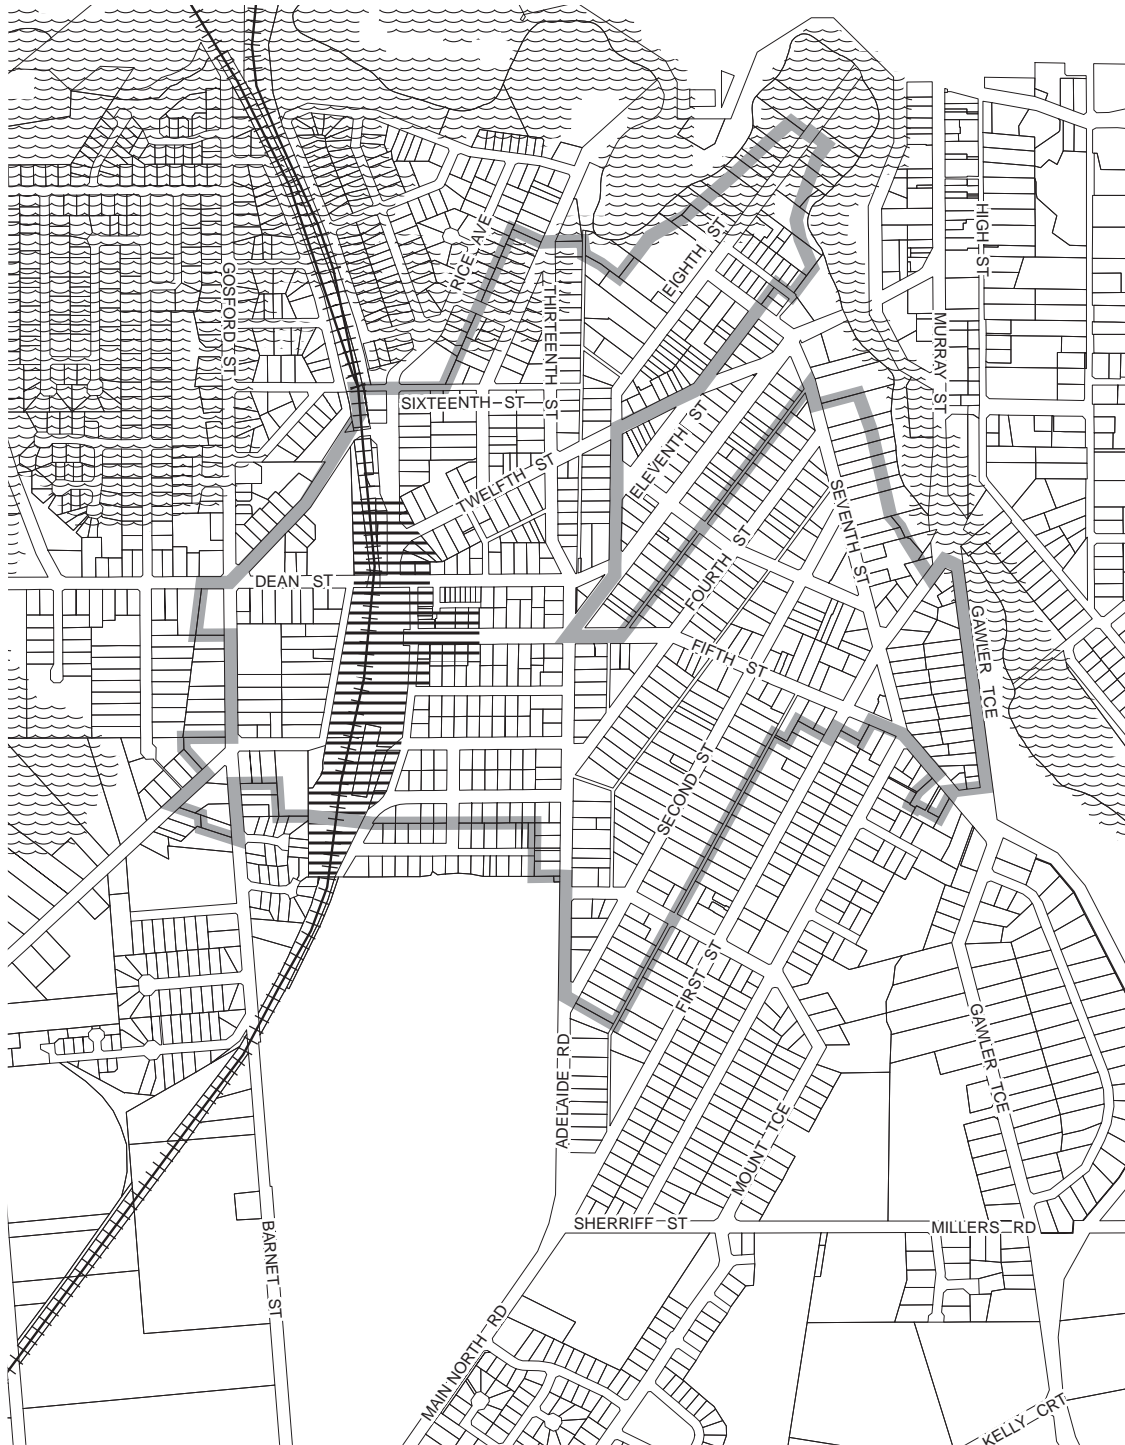 RICE AVE
EIGHTH ST
HIGH ST
GOSFORD ST
THIRTEENTH ST
MURRAY ST
SIXTEENTH ST
ELEVENTH ST
TWELFTH ST
SEVENTH ST
FOURTH ST
DEAN ST
GAWLER TCE
FIFTH ST
SECOND ST
FIRST ST
GAWLER TCE
ADELAIDE RD
MOUNT TCE
SHERRIFF ST
MILLERS RD
BARNET ST
MAIN NORTH RD
KELLY CRT